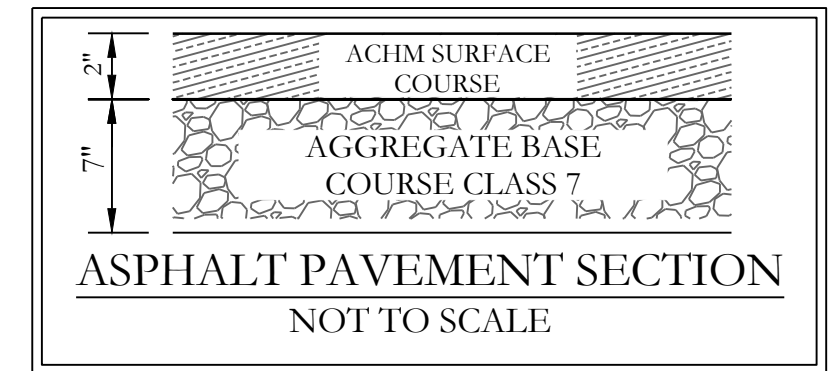 2"
ACHM SURFACE
COURSE
7"
AGGREGATE BASE
COURSE CLASS 7
ASPHALT PAVEMENT SECTION
NOT TO SCALE